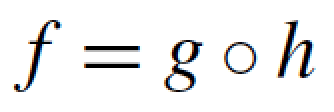 f = g ∘ h